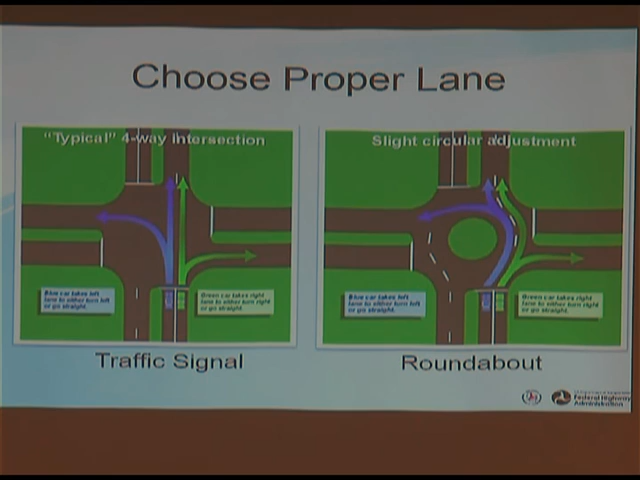 Choose Proper Lane
"Typical" 4-way intersection
Slight circular adjustment
Blue car takes left
lane to either turn left
or go straight.
Green car takes right
lane to either turn right
or go straight.
Blue car takes left
lane to either turn left
or go straight.
Green car takes right
lane to either turn right
or go straight.
Traffic Signal
Roundabout
Federal Highway
Administration